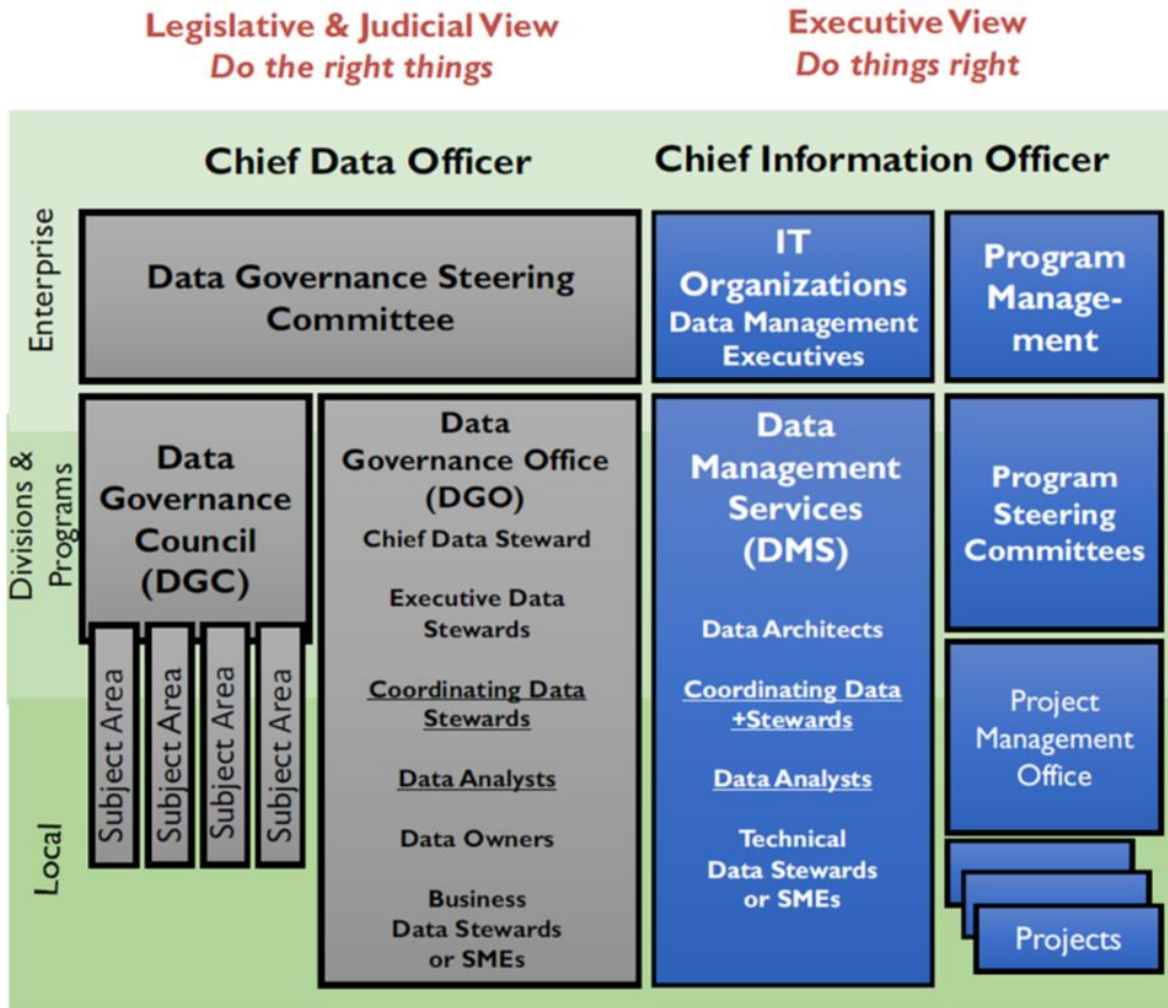 Legislative & Judicial View
Do the right things
Executive View
Do things right
Chief Data Officer
Chief Information Officer
Enterprise
Data Governance Steering
Committee
IT
Organizations
Data Management
Executives
Program
Manage-
ment
Divisions &
Programs
Data
Governance
Council
(DGC)
Subject Area
Subject Area
Subject Area
Subject Area
Data
Governance Office
(DGO)
Chief Data Steward
Executive Data
Stewards
Coordinating Data
Stewards
Data Analysts
Data Owners
Business
Data Stewards
or SMEs
Data
Management
Services
(DMS)
Data Architects
Coordinating Data
+Stewards
Data Analysts
Technical
Data Stewards
or SMEs
Program
Steering
Committees
Project
Management
Office
Projects
Local